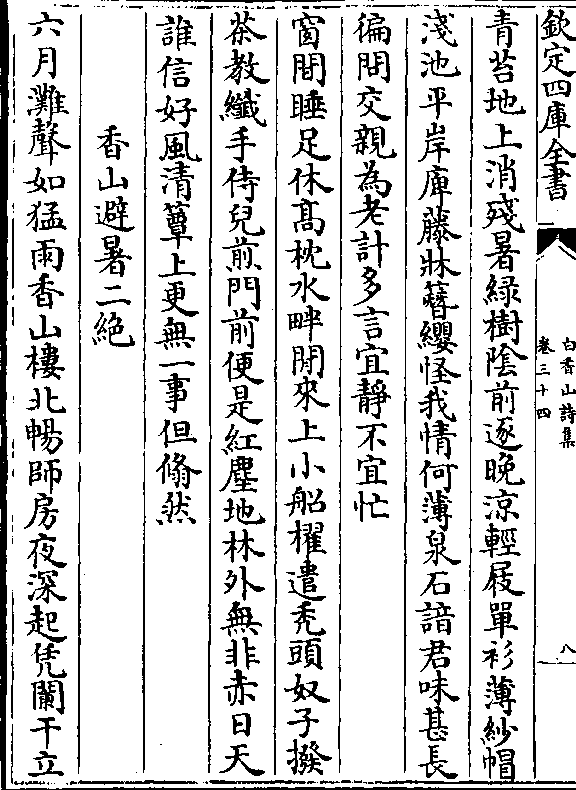 欽定四庫全書
白香山詩集
卷三十四
八
青苔地上消殘暑綠樹隂前逐晚涼輕屐單衫薄紗帽
淺池平岸庳藤牀簪纓怪我情何薄泉石諳君味甚長
徧問交親為老計多言宜靜不宜忙
窗間睡足休髙枕水畔閒來上小船櫂遣禿頭奴子撥
茶教纖手侍兒煎門前便是紅塵地林外無非赤日天
誰信好風清簟上更無一事但翛然
香山避暑二絶
六月灘聲如猛雨香山樓北暢師房夜深起凭闌干立